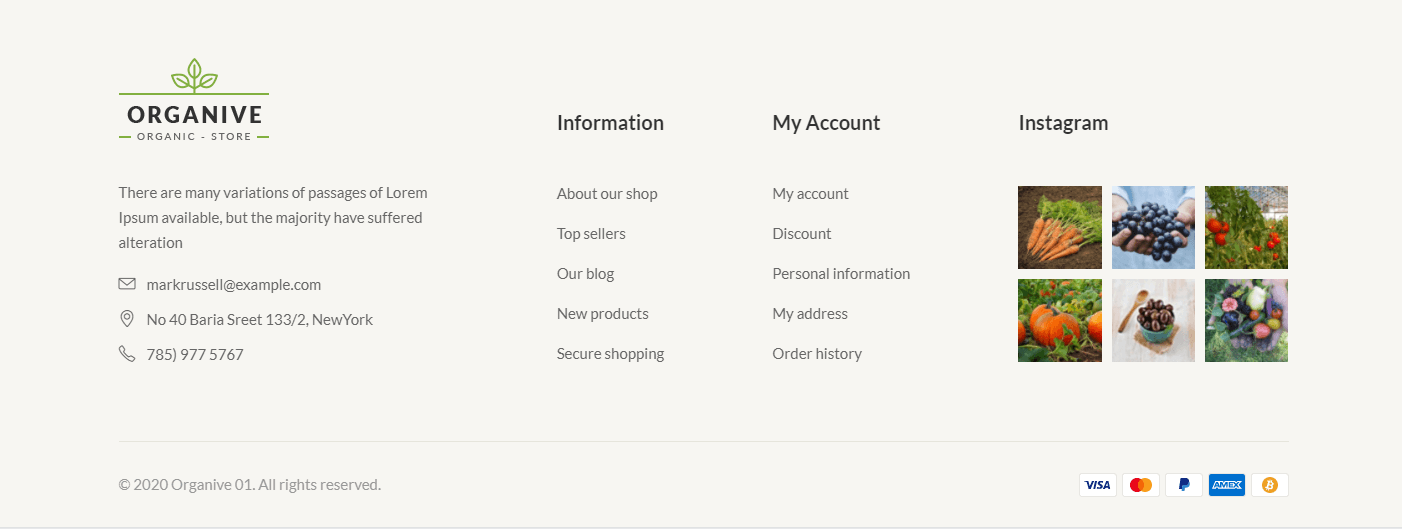 ORGANIVE
ORGANIC - STORE
There are many variations of passages of Lorem
Ipsum available, but the majority have suffered
alteration
markrussell@example.com
No 40 Baria Sreet 133/2, NewYork
785) 977 5767
Information
About our shop
Top sellers
Our blog
New products
Secure shopping
My Account
My account
Discount
Personal information
My address
Order history
Instagram
© 2020 Organive 01. All rights reserved.
VISA
AMEX